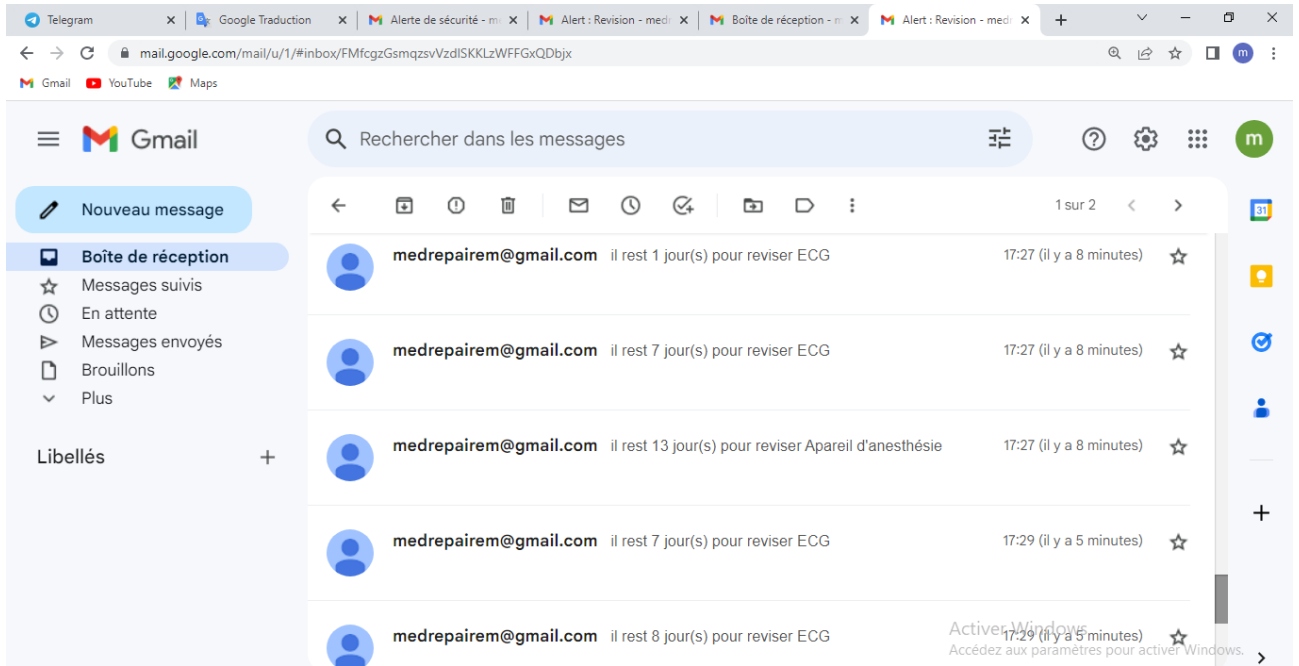 Telegram
Google Traduction
Alerte de sécurité - m
Alert : Revision - med
Boîte de réception - m
Alert : Revision - med
mail.google.com/mail/u/1/#inbox/FMfcgzGsmqzsvVzdlSKKLzWFFGxQDbjx
m
Gmail YouTube Maps
Gmail
Rechercher dans les messages
m
Nouveau message
1 sur 2
31
Boîte de réception
Messages suivis
En attente
Messages envoyés
Brouillons
Plus
Libellés
medrepairem@gmail.com il rest 1 jour(s) pour reviser ECG 17:27 (il y a 8 minutes)
medrepairem@gmail.com il rest 7 jour(s) pour reviser ECG 17:27 (il y a 8 minutes)
medrepairem@gmail.com il rest 13 jour(s) pour reviser Apareil d'anesthésie 17:27 (il y a 8 minutes)
medrepairem@gmail.com il rest 7 jour(s) pour reviser ECG 17:29 (il y a 5 minutes)
medrepairem@gmail.com il rest 8 jour(s) pour reviser ECG 17:29 (il y a 5 minutes)
Activer Windows
Accédez aux paramètres pour activer Windows.